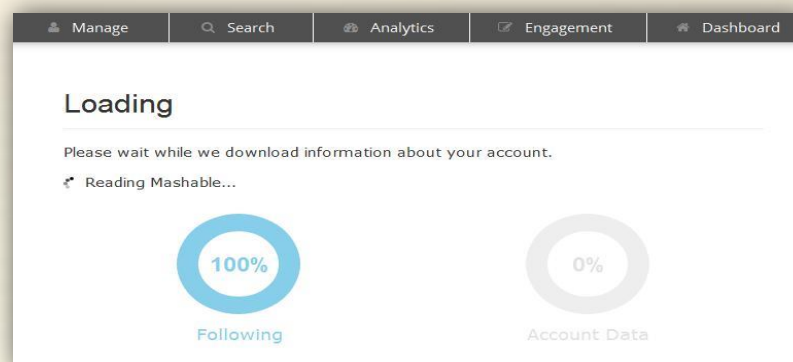 Manage Search Analytics Engagement Dashboard
Loading
Please wait while we download information about your account.
Reading Mashable...
100% 0%
Following Account Data